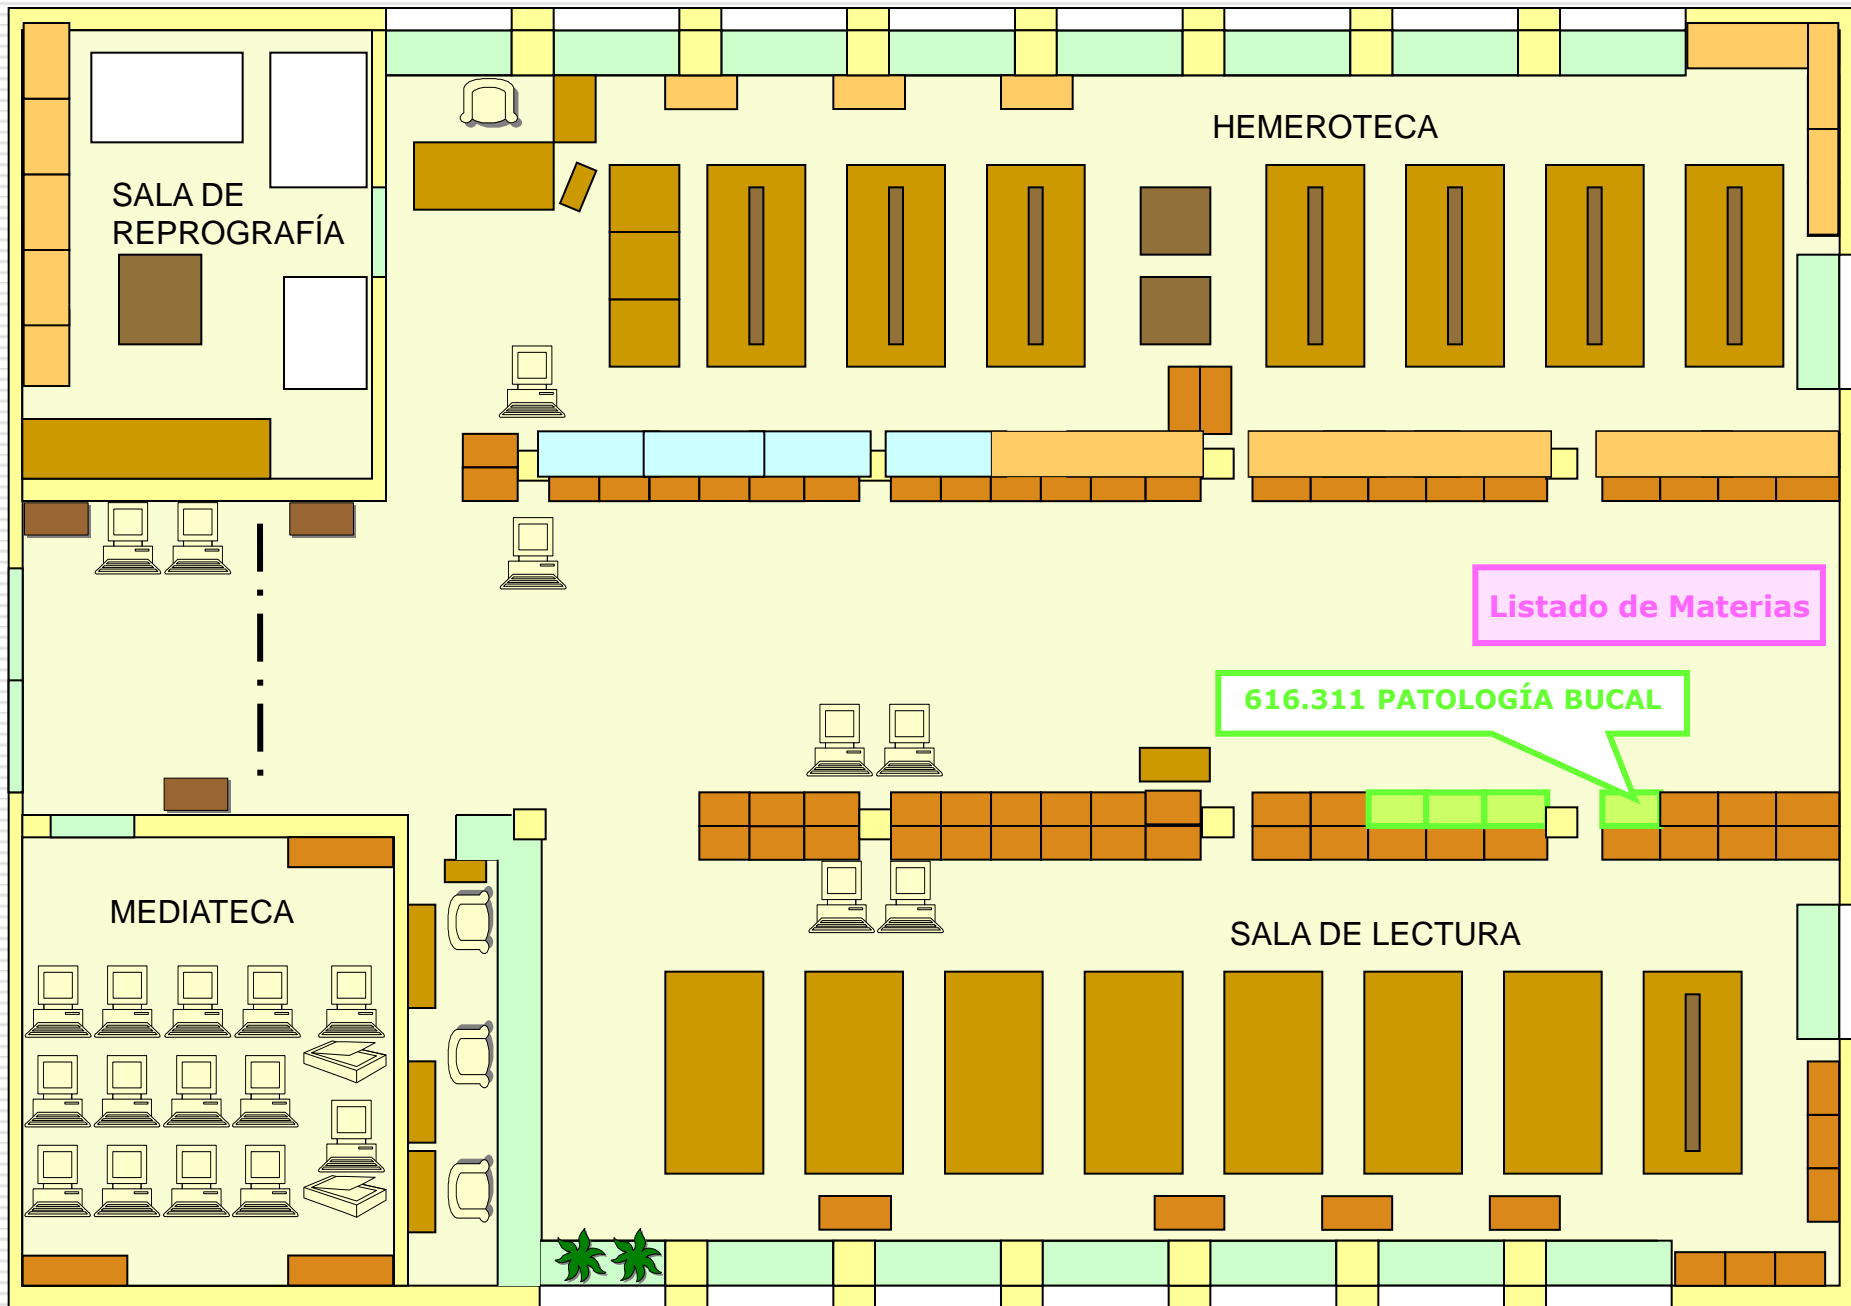 HEMEROTECA
SALA DE
REPROGRAFÍA
Listado de Materias
616.311 PATOLOGÍA BUCAL
MEDIATECA
SALA DE LECTURA